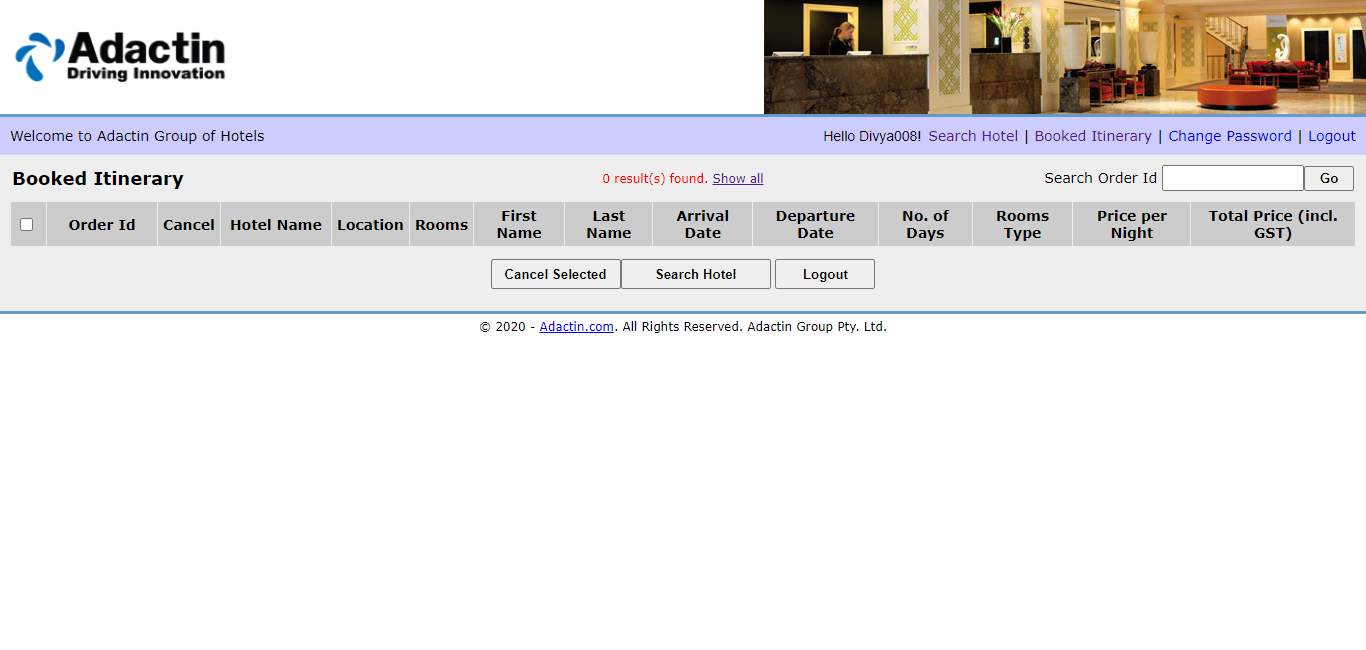 Adactin
Driving Innovation
Welcome to Adactin Group of Hotels
Hello Divya008! Search Hotel | Booked Itinerary | Change Password | Logout
Booked Itinerary
0 result(s) found. Show all
Search Order Id
Go
Order Id
Cancel
Hotel Name
Location
Rooms
First
Name
Last
Name
Arrival
Date
Departure
Date
No. of
Days
Rooms
Type
Price per
Night
Total Price (incl.
GST)
Cancel Selected
Search Hotel
Logout
© 2020 - Adactin.com. All Rights Reserved. Adactin Group Pty. Ltd.